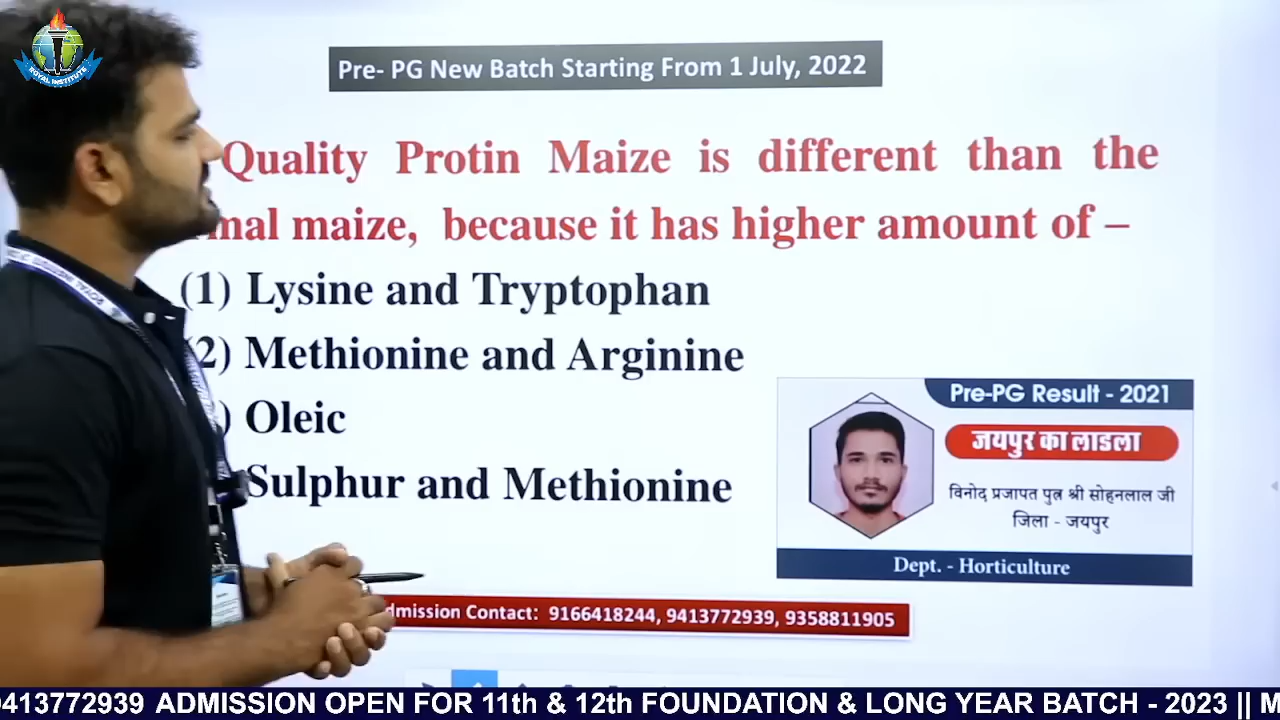 ROYAL INSTITUTE
Pre- PG New Batch Starting From 1 July, 2022
Quality Protin Maize is different than the
mal maize, because it has higher amount of –
(1) Lysine and Tryptophan
2) Methionine and Arginine
) Oleic
Sulphur and Methionine
Pre-PG Result - 2021
जयपुर का लाडला
विनोद प्रजापत पुत्र श्री सोहनलाल जी
जिला - जयपुर
Dept. - Horticulture
dmission Contact: 9166418244, 9413772939, 9358811905
9413772939 ADMISSION OPEN FOR 11th & 12th FOUNDATION & LONG YEAR BATCH - 2023 || M